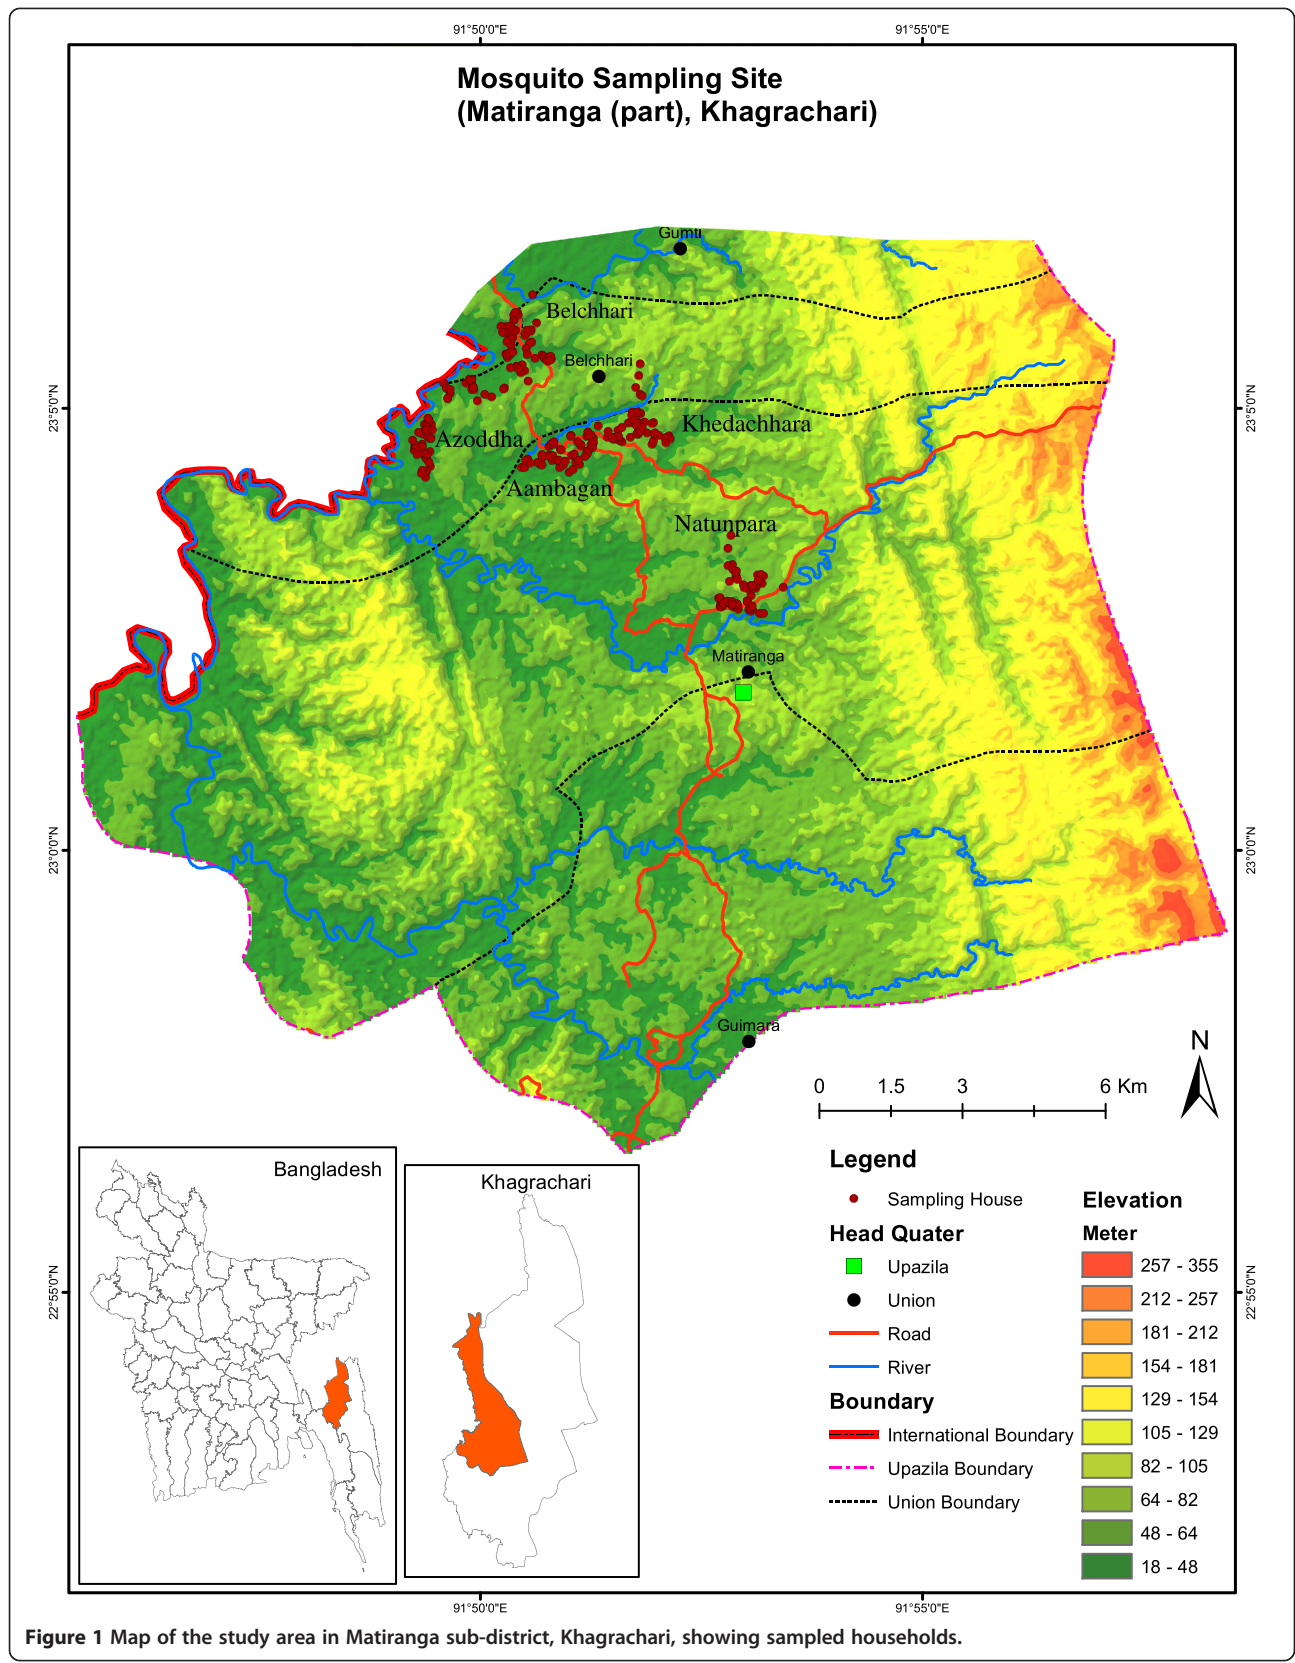 91°50'0"E
91°55'0"E
Mosquito Sampling Site
(Matiranga (part), Khagrachari)
Gumti
Belchhari
Belchhari
23°5'0"N
23°5'0"N
Khedachhara
Azoddha
Aambagan
Natunpara
Matiranga
23°0'0"N
23°0'0"N
Guimara
N
0 1.5 3 6 Km
Bangladesh
Khagrachari
Legend
Sampling House
Head Quater
Upazila
Union
Road
River
Boundary
International Boundary
Upazila Boundary
Union Boundary
Elevation
Meter
257 - 355
212 - 257
181 - 212
154 - 181
129 - 154
105 - 129
82 - 105
64 - 82
48 - 64
18 - 48
22°55'0"N
22°55'0"N
91°50'0"E
91°55'0"E
Figure 1 Map of the study area in Matiranga sub-district, Khagrachari, showing sampled households.